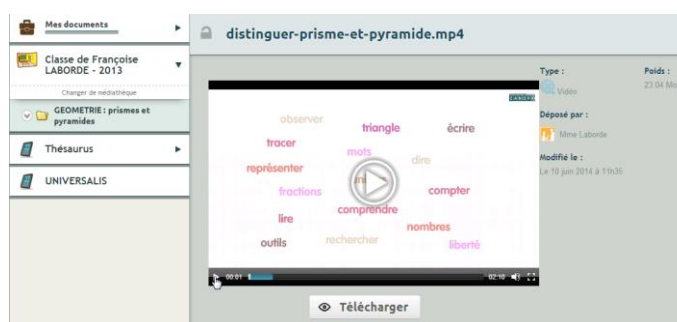 Mes documents
Classe de Françoise
LABORDE - 2013
Changer de médiathèque
GEOMETRIE : prismes et
pyramides
Thésaurus
UNIVERSALIS
distinguer-prisme-et-pyramide.mp4
observer
triangle
écrire
tracer
mots
dire
représenter
fractions
compter
comprendre
lire
nombres
outils
rechercher
liberté
00:01
02:10
Télécharger
Type :
Vidéo
Déposé par :
Mme Laborde
Modifié le :
Le 10 juin 2014 à 11h35
Poids :
23.04 Mo